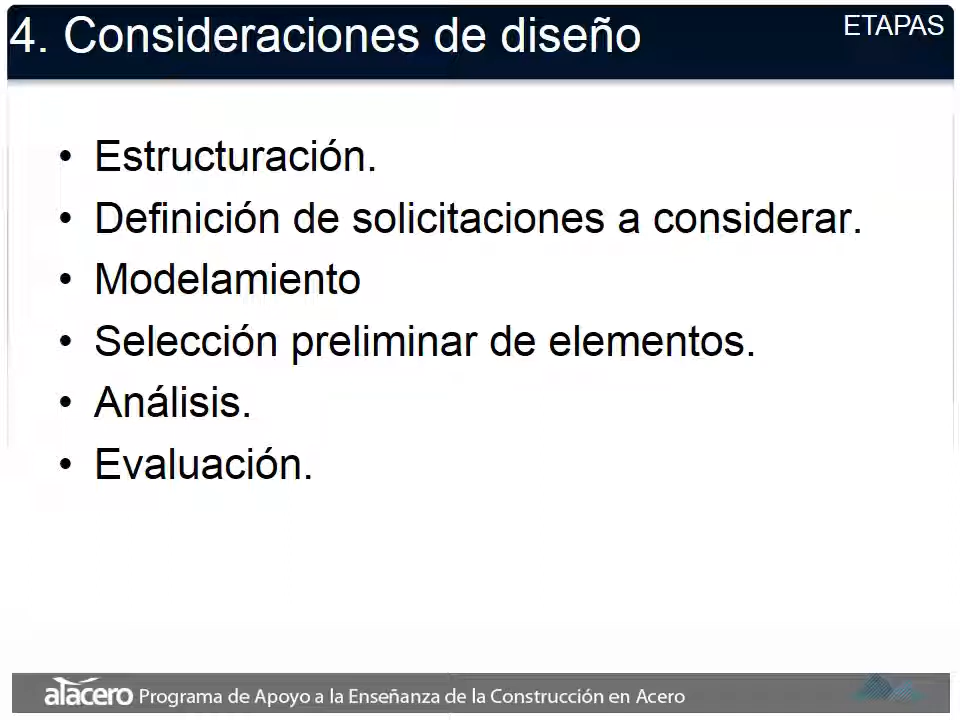 4. Consideraciones de diseño
ETAPAS
• Estructuración.
• Definición de solicitaciones a considerar.
• Modelamiento
• Selección preliminar de elementos.
• Análisis.
• Evaluación.
alacero Programa de Apoyo a la Enseñanza de la Construcción en Acero